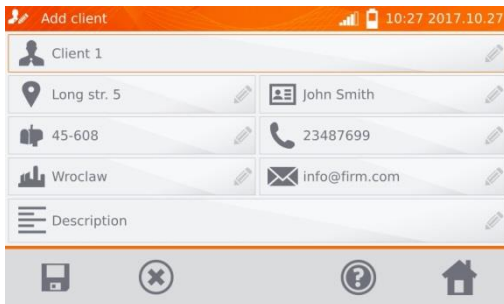 Add client 10:27 2017.10.27
Client 1
Long str. 5 John Smith
45-608 23487699
Wroclaw info@firm.com
Description